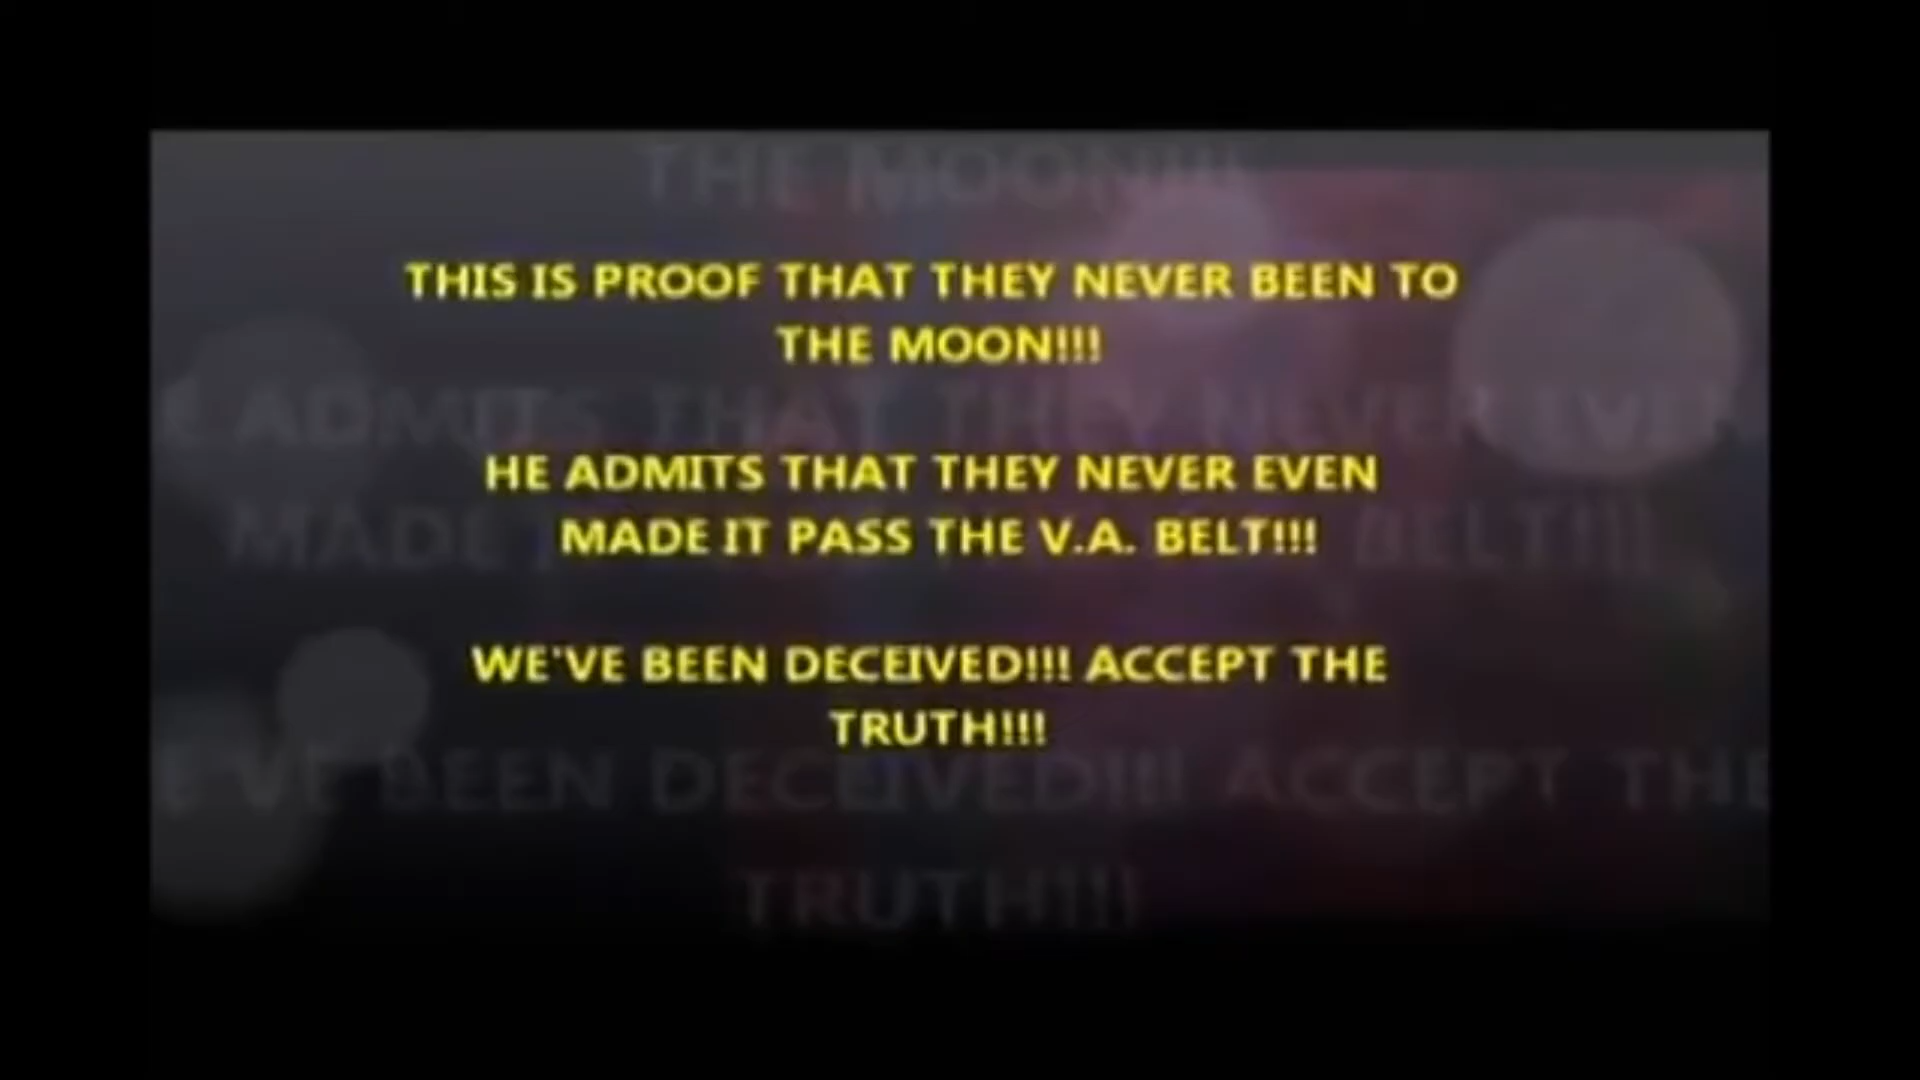 THIS IS PROOF THAT THEY NEVER BEEN TO
THE MOON!!!
HE ADMITS THAT THEY NEVER EVEN
MADE IT PASS THE V.A. BELT!!!
WE'VE BEEN DECEIVED!!! ACCEPT THE
TRUTH!!!